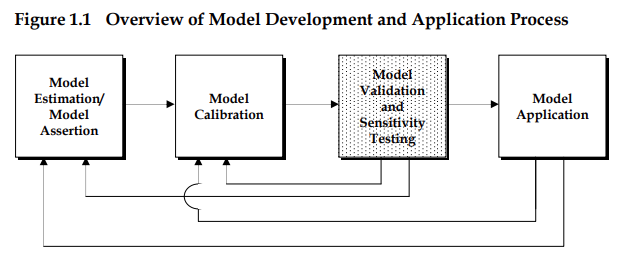 Figure 1.1 Overview of Model Development and Application Process
Model
Estimation/
Model
Assertion
Model
Calibration
Model
Validation
and
Sensitivity
Testing
Model
Application